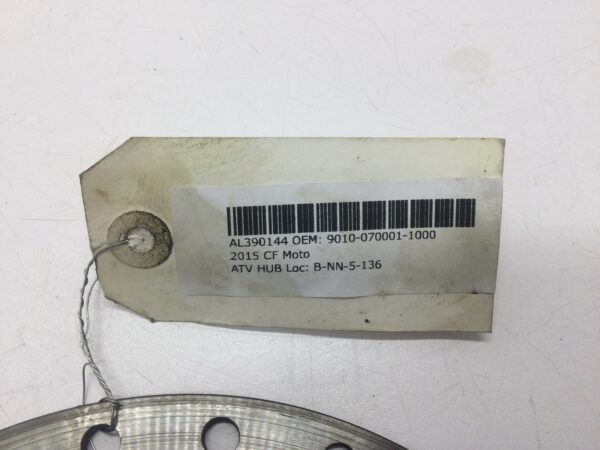 AL390144 OEM: 9010-070001-1000
2015 CF Moto
ATV HUB Loc: B-NN-5-136